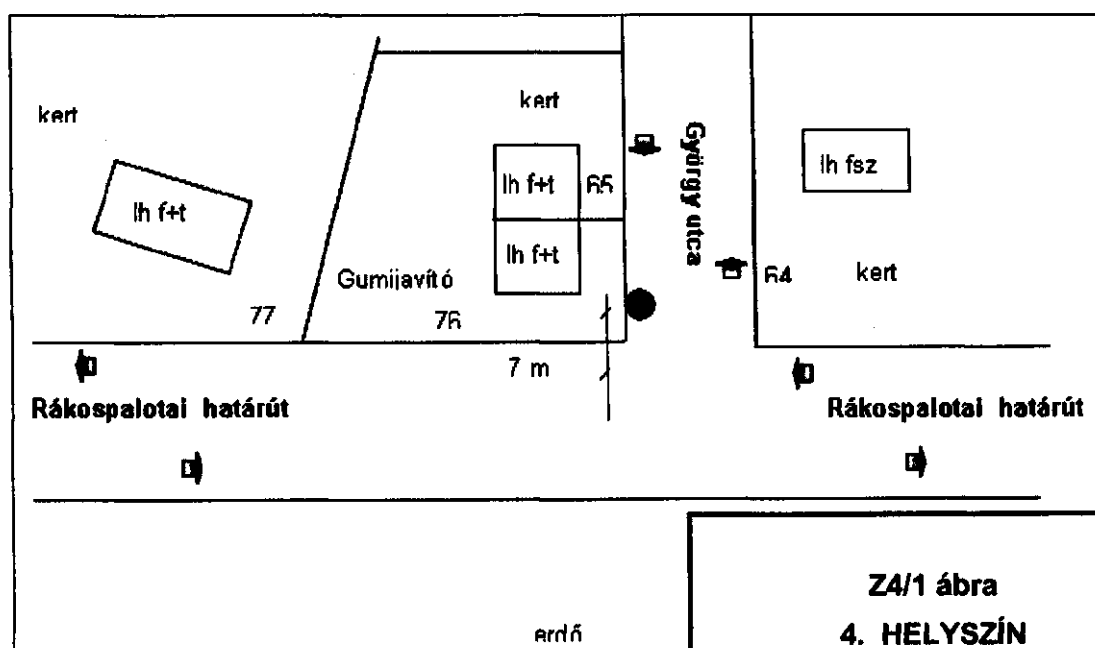 kert
kert
György utca
lh fsz
lh f+t
65
lh f+t
lh f+t
Gumijavító
64
kert
77
76
7 m
Rákospalotai határút
Rákospalotai határút
Z4/1 ábra
erdő
4. HELYSZÍN